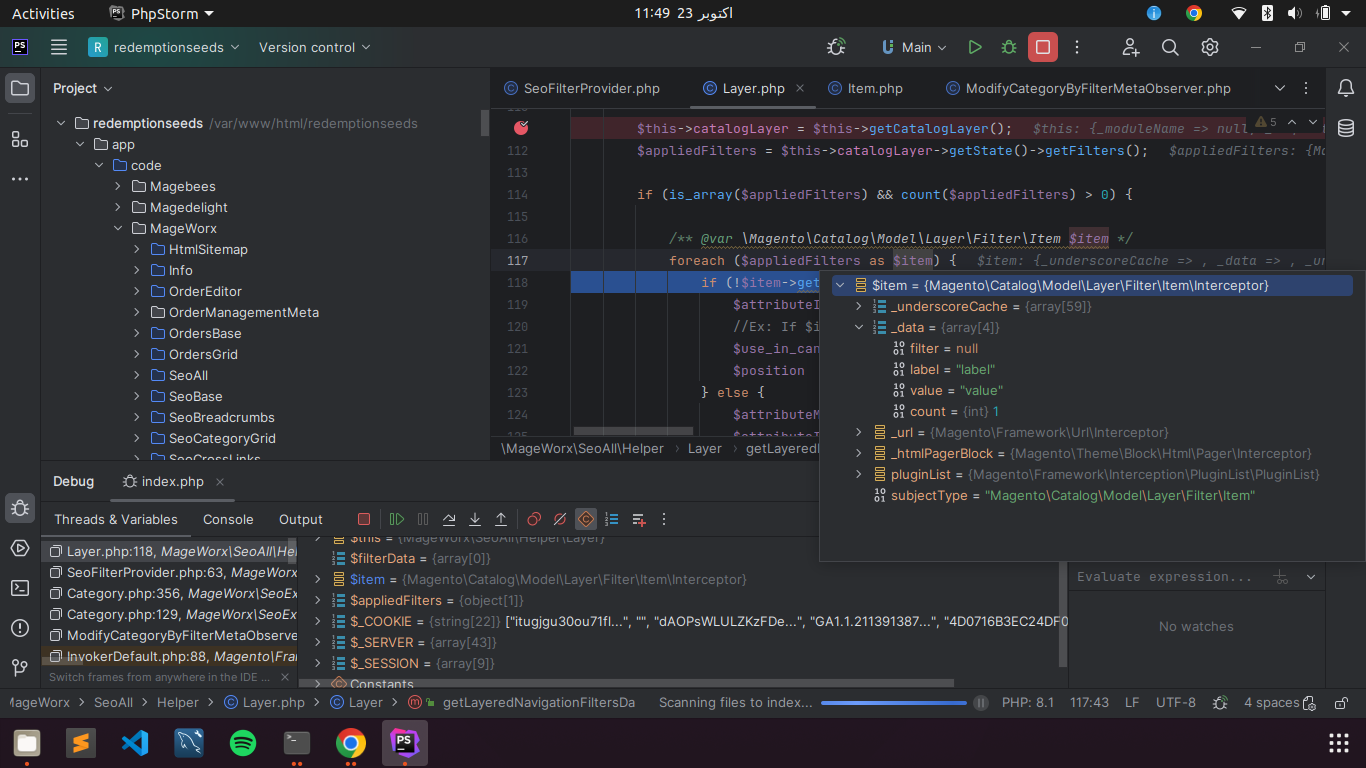 Activities PhpStorm 11:49 23 اکتوبر
PS R redemptionseeds Version control Main
Project
redemptionseeds /var/www/html/redemptionseeds
app
code
Magebees
Magedelight
MageWorx
HtmlSitemap
Info
OrderEditor
OrderManagementMeta
OrdersBase
OrdersGrid
SeoAll
SeoBase
SeoBreadcrumbs
SeoCategoryGrid
SeoCrossLinks
SeoFilterProvider.php Layer.php Item.php ModifyCategoryByFilterMetaObserver.php
$this->catalogLayer = $this->getCatalogLayer(); $this: {_moduleName => null, 5
112 $appliedFilters = $this->catalogLayer->getState()->getFilters(); $appliedFilters: {Ma
113
114 if (is_array($appliedFilters) && count($appliedFilters) > 0) {
115
116 /** @var \Magento\Catalog\Model\Layer\Filter\Item $item */
117 foreach ($appliedFilters as $item) { $item: {_underscoreCache => , _data => , _ur
118 if (!$item->get
119 $attributeI
120 //Ex: If $i
121 $use_in_can
122 $position
123 } else {
124 $attributeM
125 $attributeI
\MageWorx\SeoAll\Helper Layer getLayeredN
$item = {Magento\Catalog\Model\Layer\Filter\Item\Interceptor}
_underscoreCache = {array[59]}
_data = {array[4]}
filter = null
label = "label"
value = "value"
count = {int} 1
_url = {Magento\Framework\Url\Interceptor}
_htmlPagerBlock = {Magento\Theme\Block\Html\Pager\Interceptor}
pluginList = {Magento\Framework\Interception\PluginList\PluginList}
subjectType = "Magento\Catalog\Model\Layer\Filter\Item"
Debug index.php
Threads & Variables Console Output
Layer.php:118, MageWorx\SeoAll\Hel
SeoFilterProvider.php:63, MageWorx
Category.php:356, MageWorx\SeoEx
Category.php:129, MageWorx\SeoEx
ModifyCategoryByFilterMetaObserve
InvokerDefault.php:88, Magento\Fra
Switch frames from anywhere in the IDE ...
$this = {MageWorx\SeoAll\Helper\Layer}
$filterData = {array[0]}
$item = {Magento\Catalog\Model\Layer\Filter\Item\Interceptor}
$appliedFilters = {object[1]}
$_COOKIE = {string[22]} ["itugjgu30ou71fl...", "", "dAOPsWLULZKzFDe...", "GA1.1.211391387...", "4D0716B3EC24DF0
$_SERVER = {array[43]}
$_SESSION = {array[9]}
Constants
Evaluate expression...
No watches
MageWorx SeoAll Helper Layer.php Layer getLayeredNavigationFiltersDa Scanning files to index... PHP: 8.1 117:43 LF UTF-8 4 spaces
PS